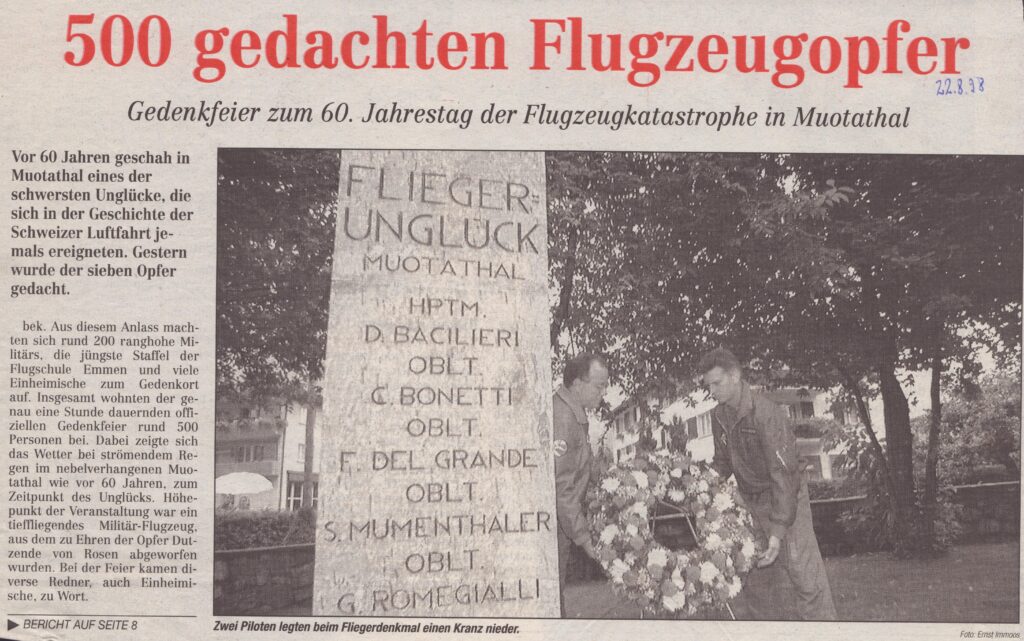 500 gedachten Flugzeugopfer
22.8.98
Gedenkfeier zum 60. Jahrestag der Flugzeugkatastrophe in Muotathal
Vor 60 Jahren geschah in
Muotathal eines der
schwersten Unglücke, die
sich in der Geschichte der
Schweizer Luftfahrt je-
mals ereigneten. Gestern
wurde der sieben Opfer
gedacht.
bek. Aus diesem Anlass mach-
ten sich rund 200 ranghohe Mi-
litärs, die jüngste Staffel der
Flugschule Emmen und viele
Einheimische zum Gedenkort
auf. Insgesamt wohnten der ge-
nau eine Stunde dauernden offi-
ziellen Gedenkfeier rund 500
Personen bei. Dabei zeigte sich
das Wetter bei strömendem Re-
gen im nebelverhangenen Muo-
tathal wie vor 60 Jahren, zum
Zeitpunkt des Unglücks. Höhe-
punkt der Veranstaltung war ein
tieffliegendes Militär-Flugzeug,
aus dem zu Ehren der Opfer Dut-
zende von Rosen abgeworfen
wurden. Bei der Feier kamen di-
verse Redner, auch Einheimi-
sche, zu Wort.
▶ BERICHT AUF SEITE 8
FLIEGER=
UNGLÜCK
MUOTATHAL
HPTM.
D. BACILIERI
OBLT.
C. BONETTI
OBLT.
F. DEL GRANDE
OBLT.
S. MUMENTHALER
OBLT.
G. ROMEGIALLI
Zwei Piloten legten beim Fliegerdenkmal einen Kranz nieder.
Foto: Ernst Immoos